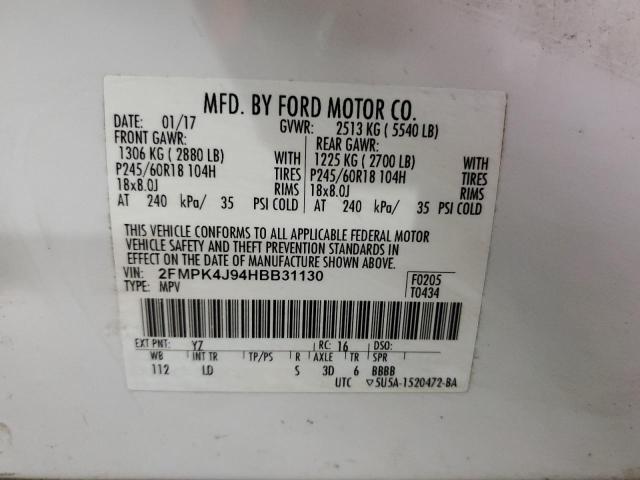 MFD. BY FORD MOTOR CO.
DATE: 01/17 GVWR: 2513 KG (5540 LB)
FRONT GAWR: REAR GAWR:
1306 KG (2880 LB) WITH 1225 KG (2700 LB) WITH
P245/60R18 104H TIRES P245/60R18 104H TIRES
18x8.0J RIMS 18x8.0J RIMS
AT 240 kPa/ 35 PSI COLD AT 240 kPa/ 35 PSI COLD
THIS VEHICLE CONFORMS TO ALL APPLICABLE FEDERAL MOTOR
VEHICLE SAFETY AND THEFT PREVENTION STANDARDS IN
EFFECT ON THE DATE OF MANUFACTURE SHOWN ABOVE.
VIN: 2FMPK4J94HBB31130 F0205
TYPE: MPV T0434
EXT PNT: YZ RC: 16 DSO:
WB INT TR TP/PS R AXLE TR SPR
112 LD S 3D 6 BBBB
UTC ▽5U5A-1520472-BA